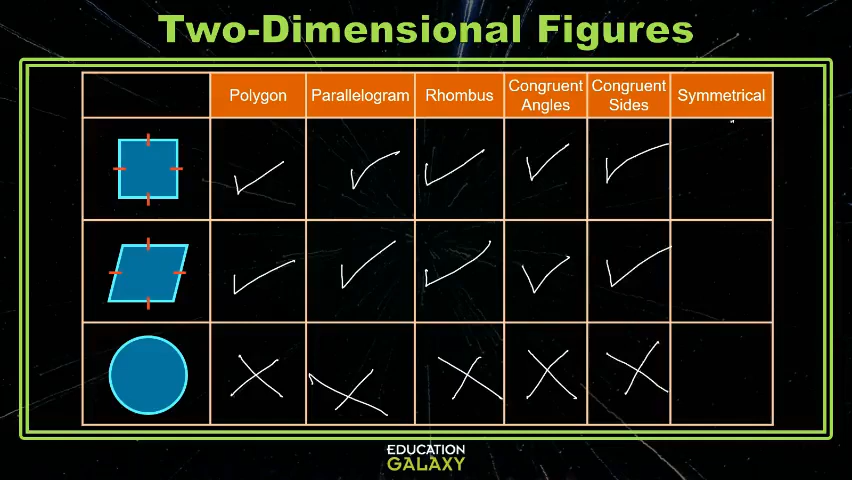 Two-Dimensional Figures
Polygon
Parallelogram
Rhombus
Congruent
Angles
Congruent
Sides
Symmetrical
EDUCATION
GALAXY